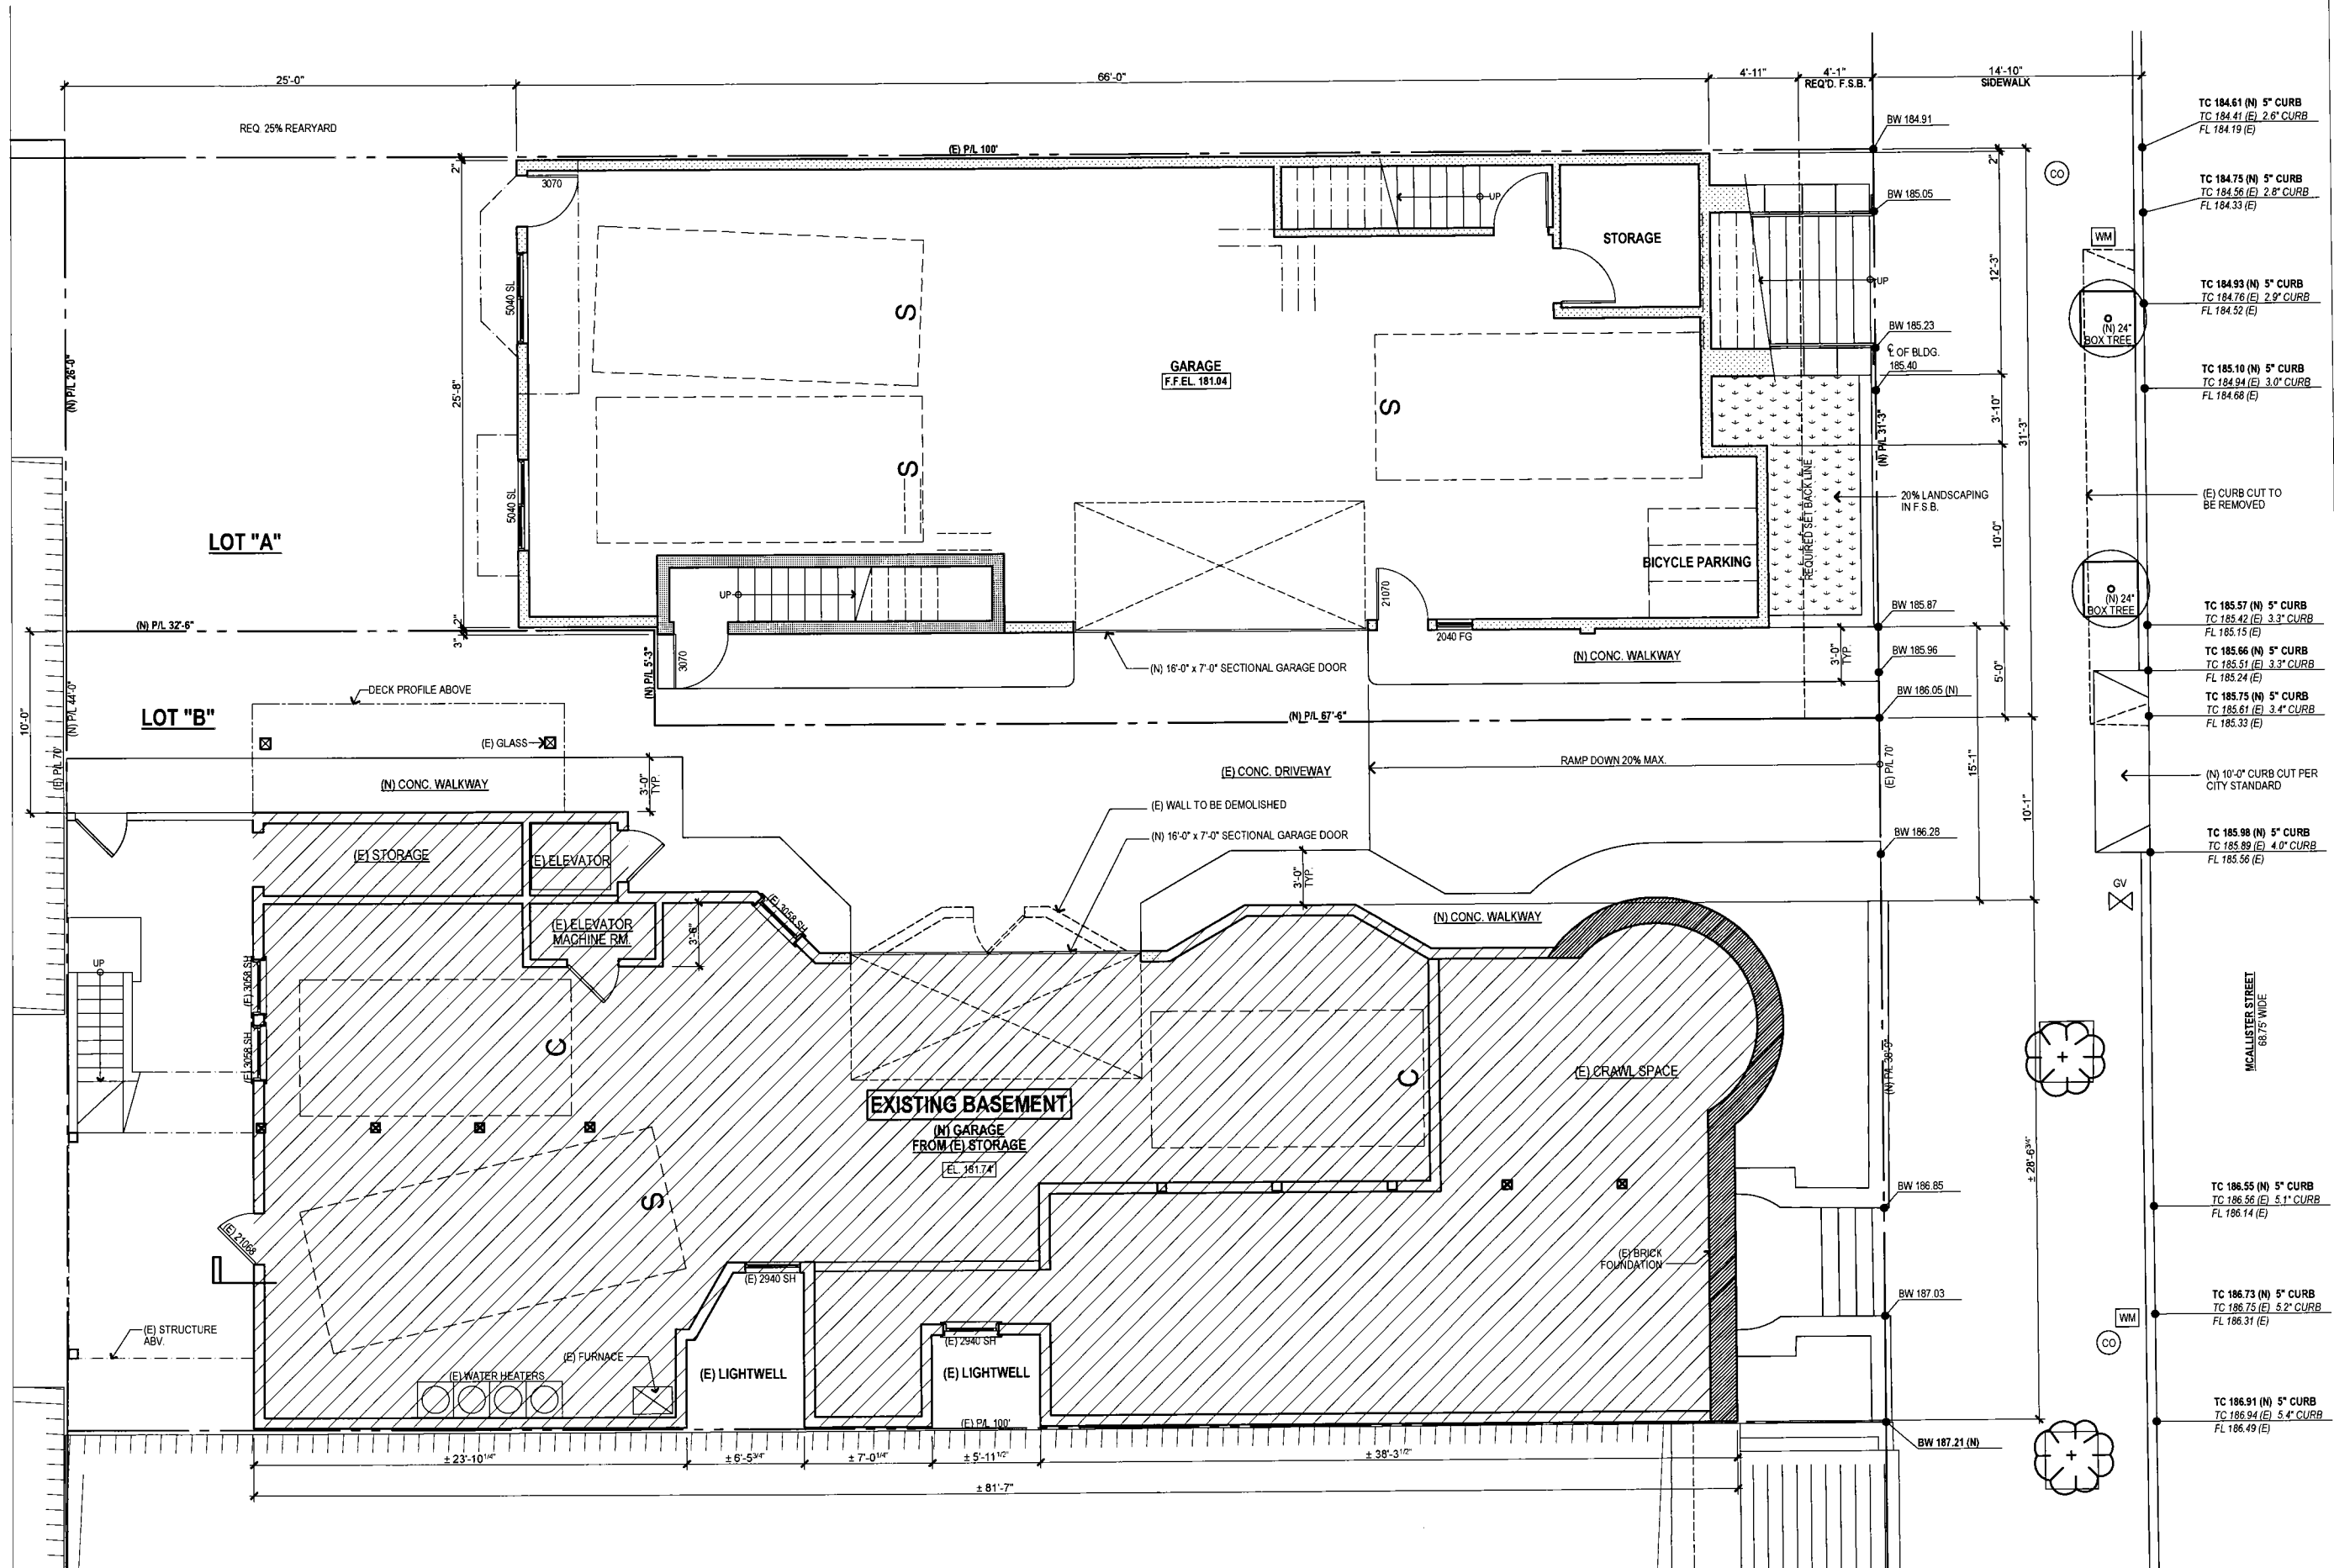 25'-0"
66'-0"
4'-11"
4'-1"
REQ'D. F.S.B.
14'-10"
SIDEWALK
REQ. 25% REARYARD
(E) P/L 100'
BW 184.91
TC 184.61 (N) 5" CURB
TC 184.41 (E) 2.6" CURB
FL 184.19 (E)
2"
3070
UP
2"
CO
BW 185.05
TC 184.75 (N) 5" CURB
TC 184.56 (E) 2.8" CURB
FL 184.33 (E)
STORAGE
WM
12'-3"
UP
5040 SL
S
TC 184.93 (N) 5" CURB
TC 184.76 (E) 2.9" CURB
FL 184.52 (E)
(N) 24"
BOX TREE
BW 185.23
℄ OF BLDG.
185.40
(N) P/L 26'-0"
25'-8"
GARAGE
F.F.EL. 181.04
S
TC 185.10 (N) 5" CURB
TC 184.94 (E) 3.0" CURB
FL 184.68 (E)
3'-10"
31'-3"
(N) P/L 31'-3"
S
5040 SL
REQUIRED SET BACK LINE
20% LANDSCAPING
IN F.S.B.
(E) CURB CUT TO
BE REMOVED
10'-0"
LOT "A"
BICYCLE PARKING
UP
21070
(N) 24"
BOX TREE
BW 185.87
TC 185.57 (N) 5" CURB
TC 185.42 (E) 3.3" CURB
FL 185.15 (E)
(N) P/L 32'-6"
2"
3"
2040 FG
3070
(N) P/L 5'-3"
(N) 16'-0" x 7'-0" SECTIONAL GARAGE DOOR
(N) CONC. WALKWAY
3'-0"
TYP.
BW 185.96
5'-0"
TC 185.66 (N) 5" CURB
TC 185.51 (E) 3.3" CURB
FL 185.24 (E)
DECK PROFILE ABOVE
BW 186.05 (N)
TC 185.75 (N) 5" CURB
TC 185.61 (E) 3.4" CURB
FL 185.33 (E)
LOT "B"
10'-0"
(N) P/L 44'-0"
(E) P/L 70'
(N) P/L 67'-6"
(E) GLASS
(E) CONC. DRIVEWAY
RAMP DOWN 20% MAX.
(E) P/L 70'
15'-1"
(N) CONC. WALKWAY
3'-0"
TYP.
(N) 10'-0" CURB CUT PER
CITY STANDARD
(E) WALL TO BE DEMOLISHED
(N) 16'-0" x 7'-0" SECTIONAL GARAGE DOOR
10'-1"
BW 186.28
TC 185.98 (N) 5" CURB
TC 185.89 (E) 4.0" CURB
FL 185.56 (E)
(E) STORAGE
(E) ELEVATOR
3'-0"
TYP.
GV
(E) 3058 SH
(E) ELEVATOR
MACHINE RM.
3'-6"
(N) CONC. WALKWAY
UP
(E) 3058 SH
(E) 3058 SH
C
C
(E) CRAWL SPACE
(N) P/L 38'-9"
MCALLISTER STREET
68.75' WIDE
EXISTING BASEMENT
(N) GARAGE
FROM (E) STORAGE
EL. 181.74'
± 28'-6 3/4"
S
BW 186.85
TC 186.55 (N) 5" CURB
TC 186.56 (E) 5.1" CURB
FL 186.14 (E)
(E) 21068
(E) BRICK
FOUNDATION
(E) 2940 SH
BW 187.03
TC 186.73 (N) 5" CURB
TC 186.75 (E) 5.2" CURB
FL 186.31 (E)
WM
CO
(E) STRUCTURE
ABV.
(E) 2940 SH
(E) FURNACE
(E) WATER HEATERS
(E) LIGHTWELL
(E) LIGHTWELL
(E) P/L 100'
TC 186.91 (N) 5" CURB
TC 186.94 (E) 5.4" CURB
FL 186.49 (E)
BW 187.21 (N)
± 23'-10 1/4"
± 6'-5 3/4"
± 7'-0 1/4"
± 5'-11 1/2"
± 38'-3 1/2"
± 81'-7"